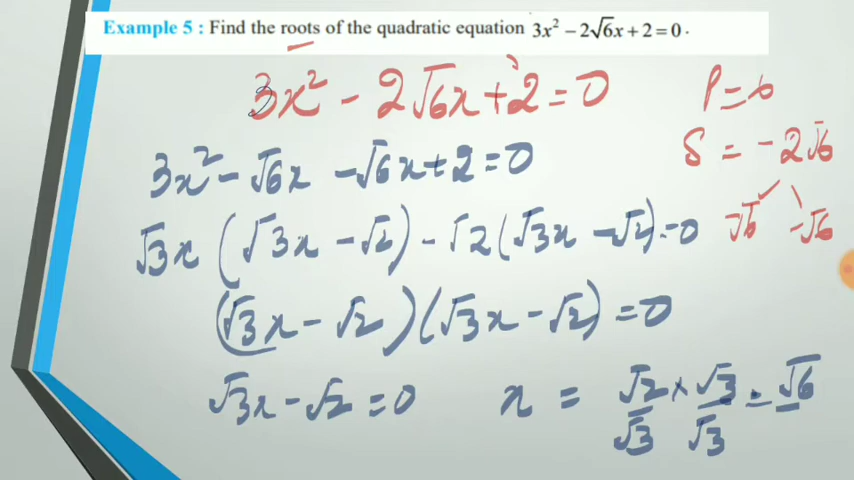 Example 5 : Find the roots of the quadratic equation 3x² − 2√6x + 2 = 0 .
3x² − 2√6x + 2 = 0
P = 6
S = −2√6
−√6 −√6
3x² − √6x − √6x + 2 = 0
√3x (√3x − √2) − √2 (√3x − √2) = 0
(√3x − √2) (√3x − √2) = 0
√3x − √2 = 0 x = √2/√3 × √3/√3 = √6